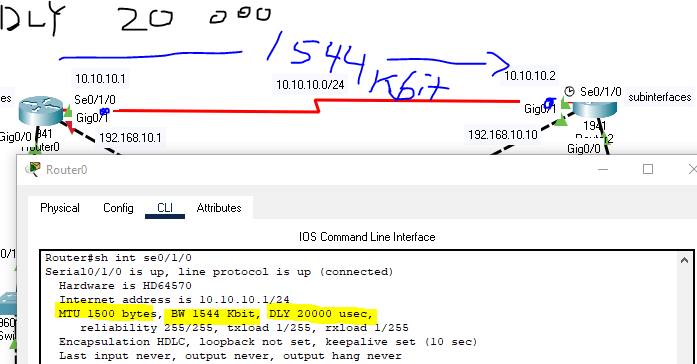 DLY 20 000
1544 Kbit
10.10.10.1
10.10.10.0/24
10.10.10.2
es
Se0/1/0
Se0/1/0
subinterfaces
Gig0/1
Gig0/1
192.168.10.1
192.168.10.10
1941
Gig0/0
941
Router0
Gig0/0
Router0
Physical Config CLI Attributes
IOS Command Line Interface
Router#sh int se0/1/0
Serial0/1/0 is up, line protocol is up (connected)
Hardware is HD64570
Internet address is 10.10.10.1/24
MTU 1500 bytes, BW 1544 Kbit, DLY 20000 usec,
reliability 255/255, txload 1/255, rxload 1/255
Encapsulation HDLC, loopback not set, keepalive set (10 sec)
Last input never, output never, output hang never